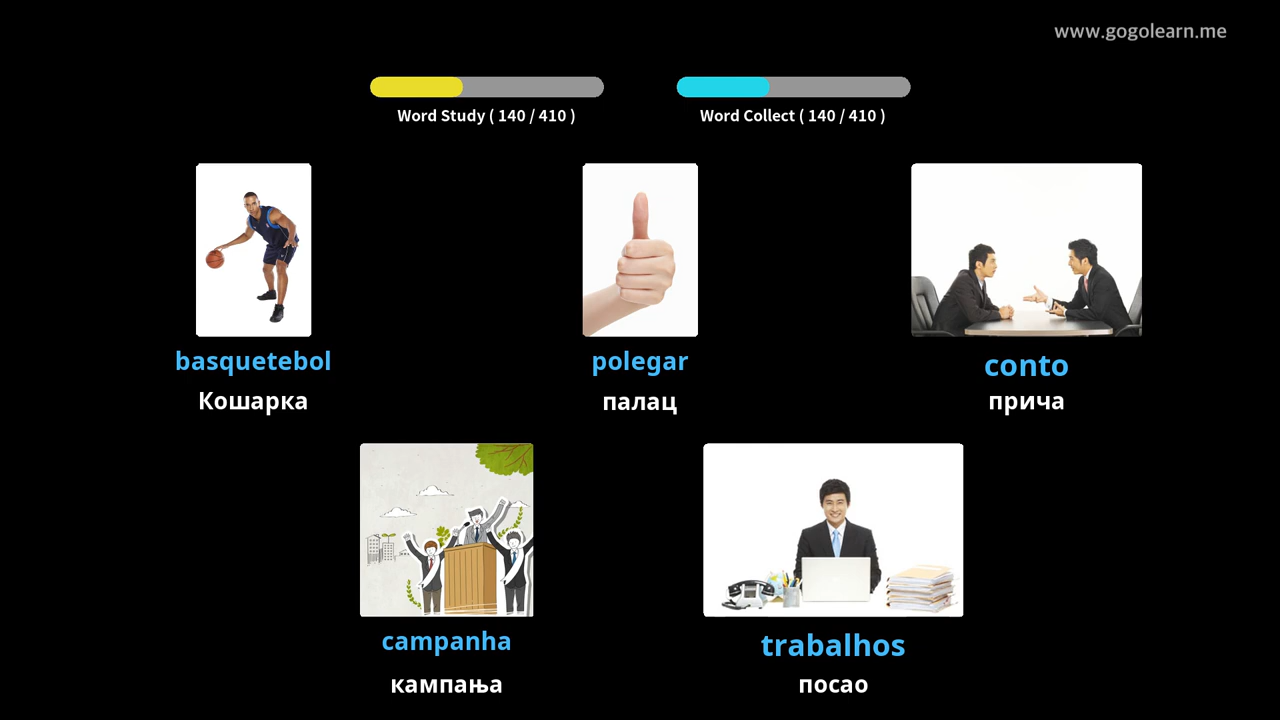 www.gogolearn.me
Word Study ( 140 / 410 )
Word Collect ( 140 / 410 )
basquetebol
Кошарка
polegar
палац
conto
прича
campanha
кампања
trabalhos
посао